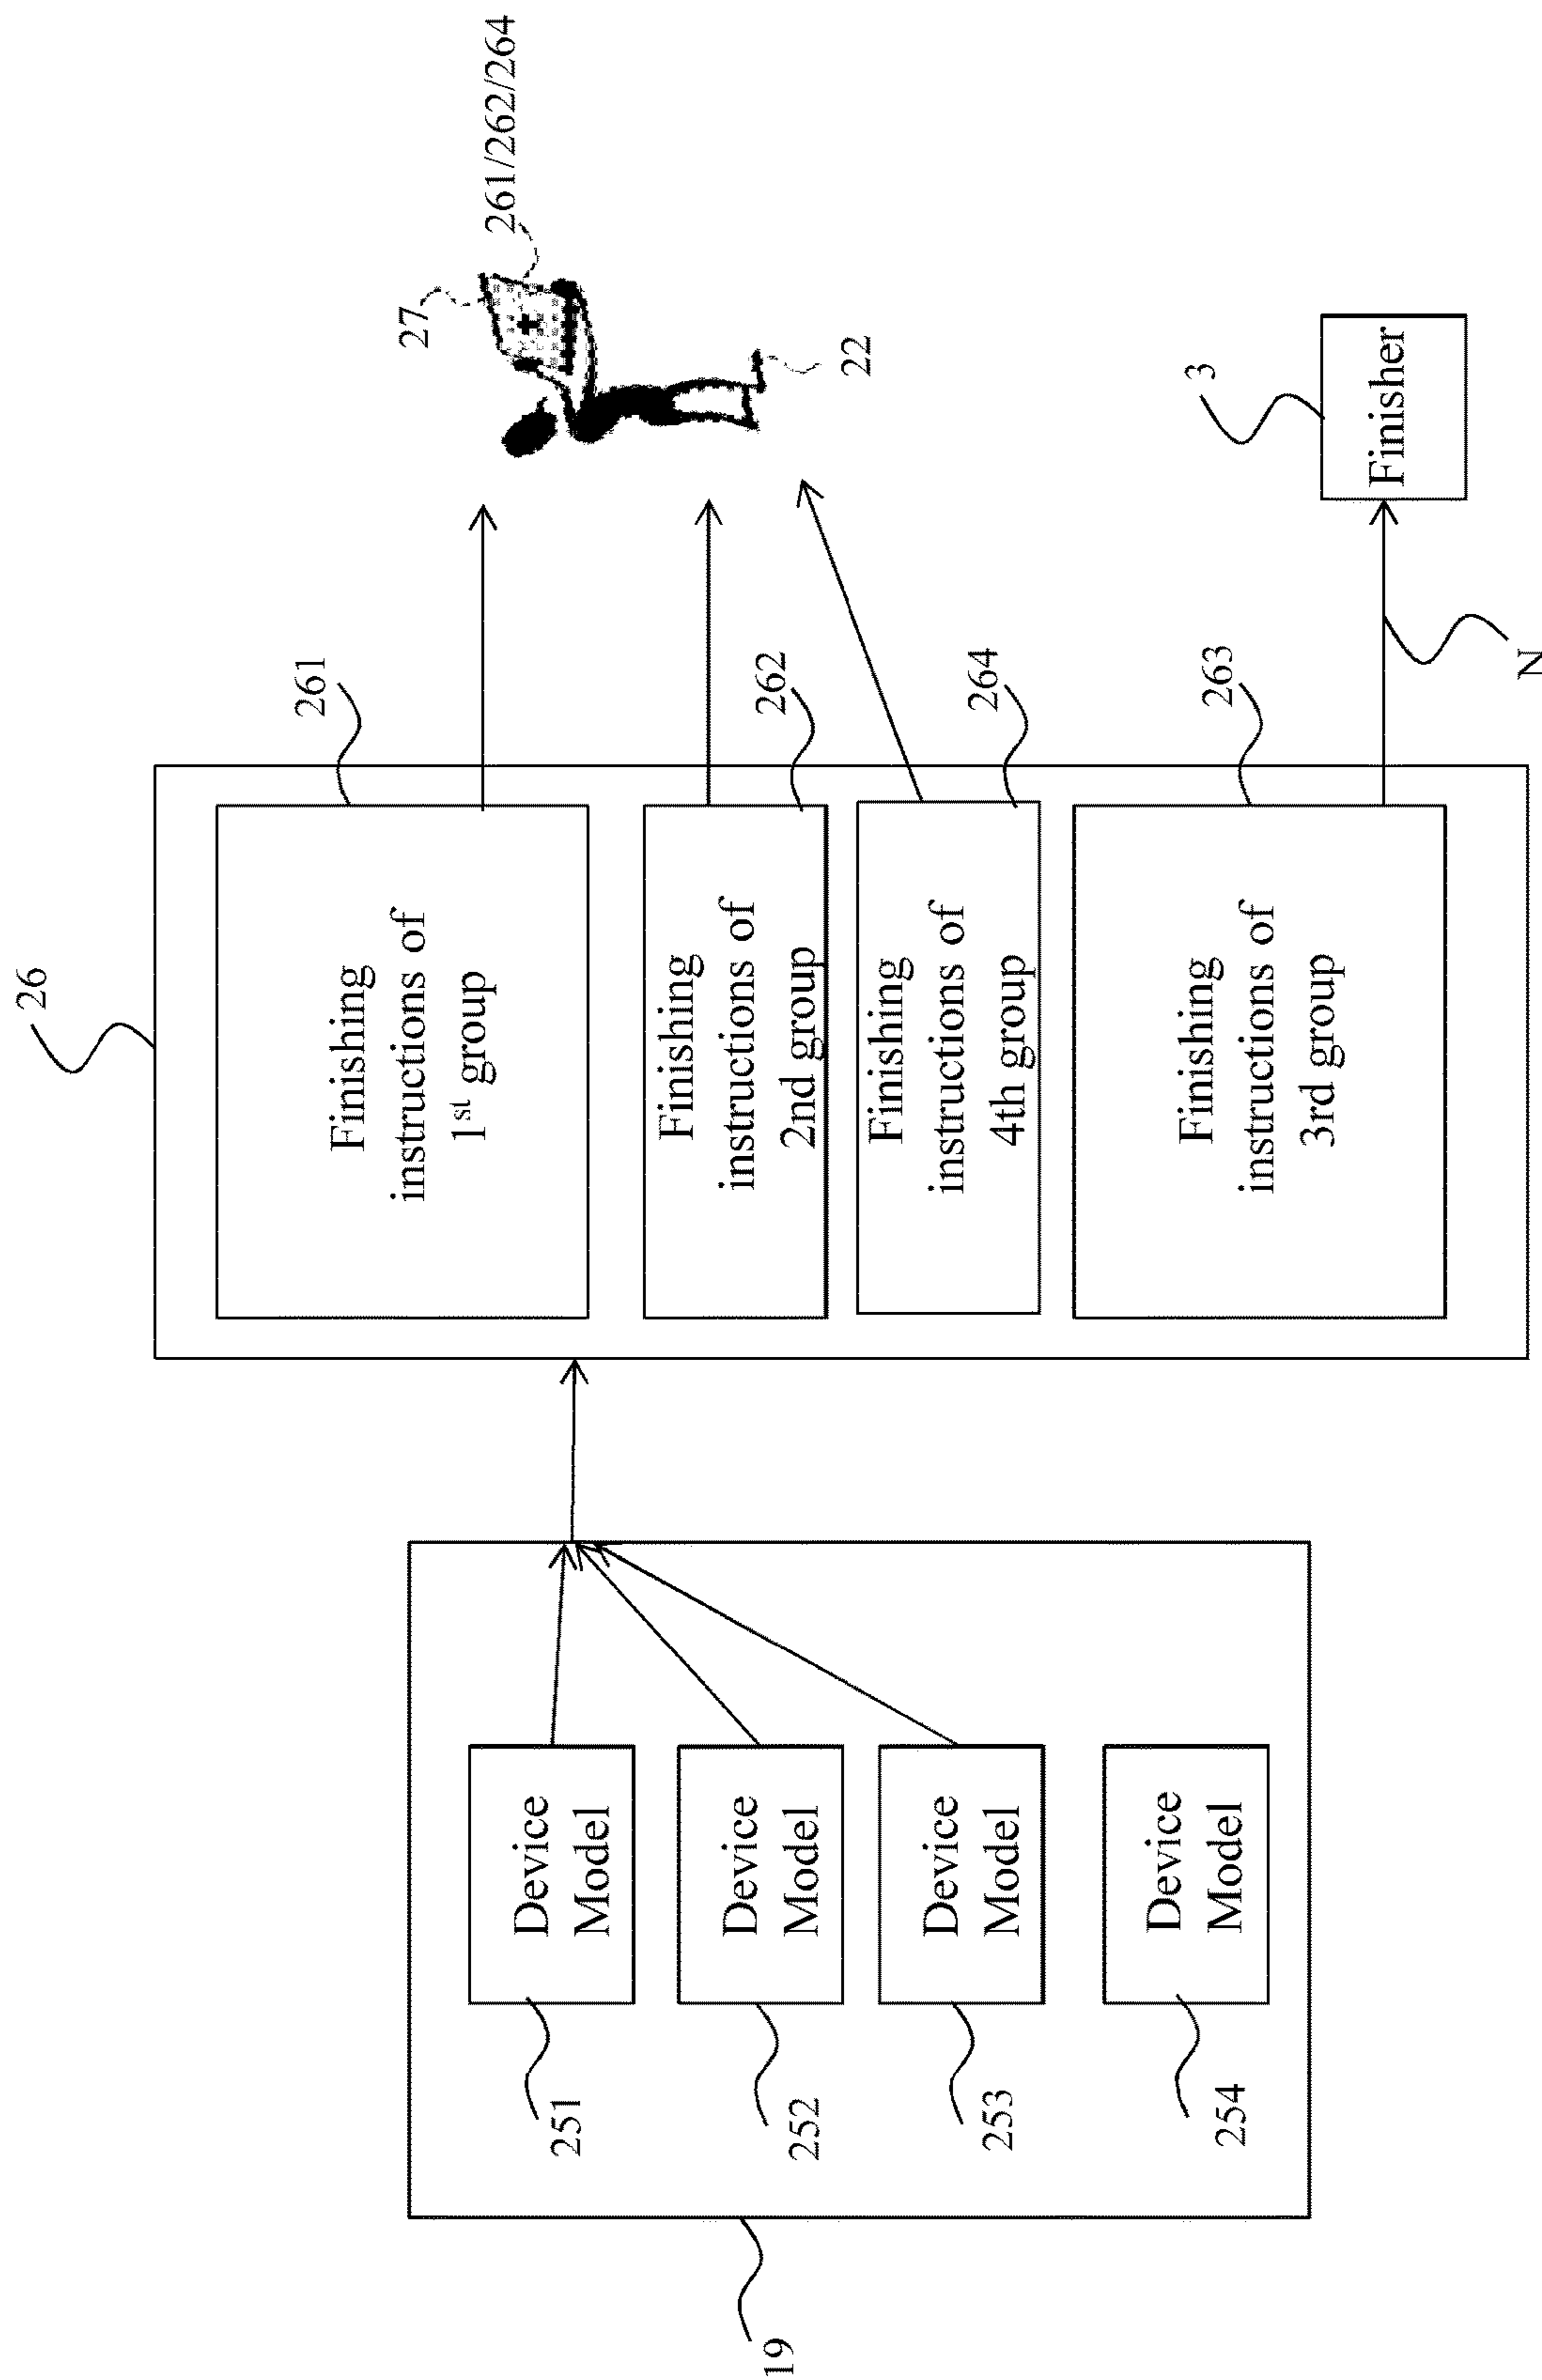 19
251
Device
Model
252
Device
Model
253
Device
Model
254
Device
Model
26
Finishing
instructions of
1st group
261
Finishing
instructions of
2nd group
262
Finishing
instructions of
4th group
264
Finishing
instructions of
3rd group
263
27
261/262/264
22
3
Finisher
N